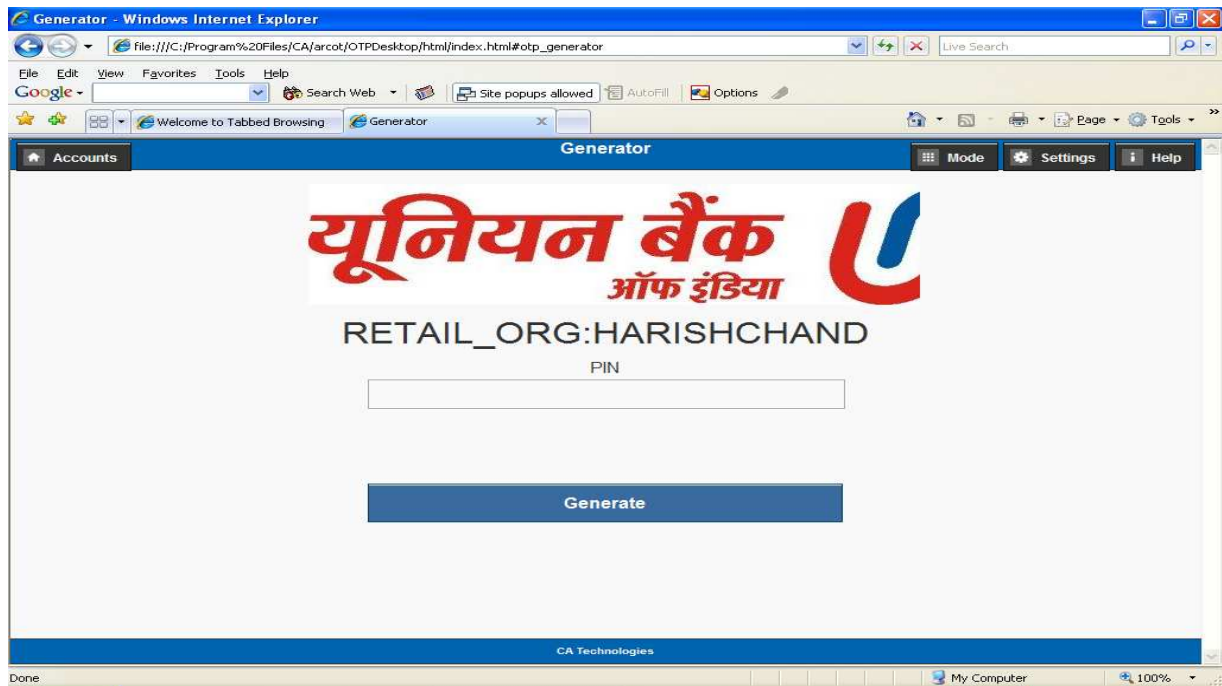 Generator - Windows Internet Explorer
file:///C:/Program%20Files/CA/arcot/OTPDesktop/html/index.html#otp_generator
Live Search
File Edit View Favorites Tools Help
Google Search Web Site popups allowed AutoFill Options
Welcome to Tabbed Browsing Generator Page Tools
Accounts Generator Mode Settings Help
यूनियन बैंक
ऑफ इंडिया
RETAIL_ORG:HARISHCHAND
PIN
Generate
CA Technologies
Done My Computer 100%